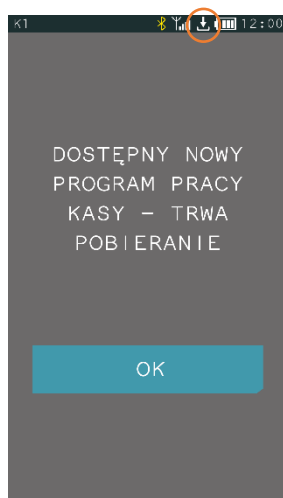 K1 12:00
DOSTĘPNY NOWY
PROGRAM PRACY
KASY – TRWA
POBIERANIE
OK